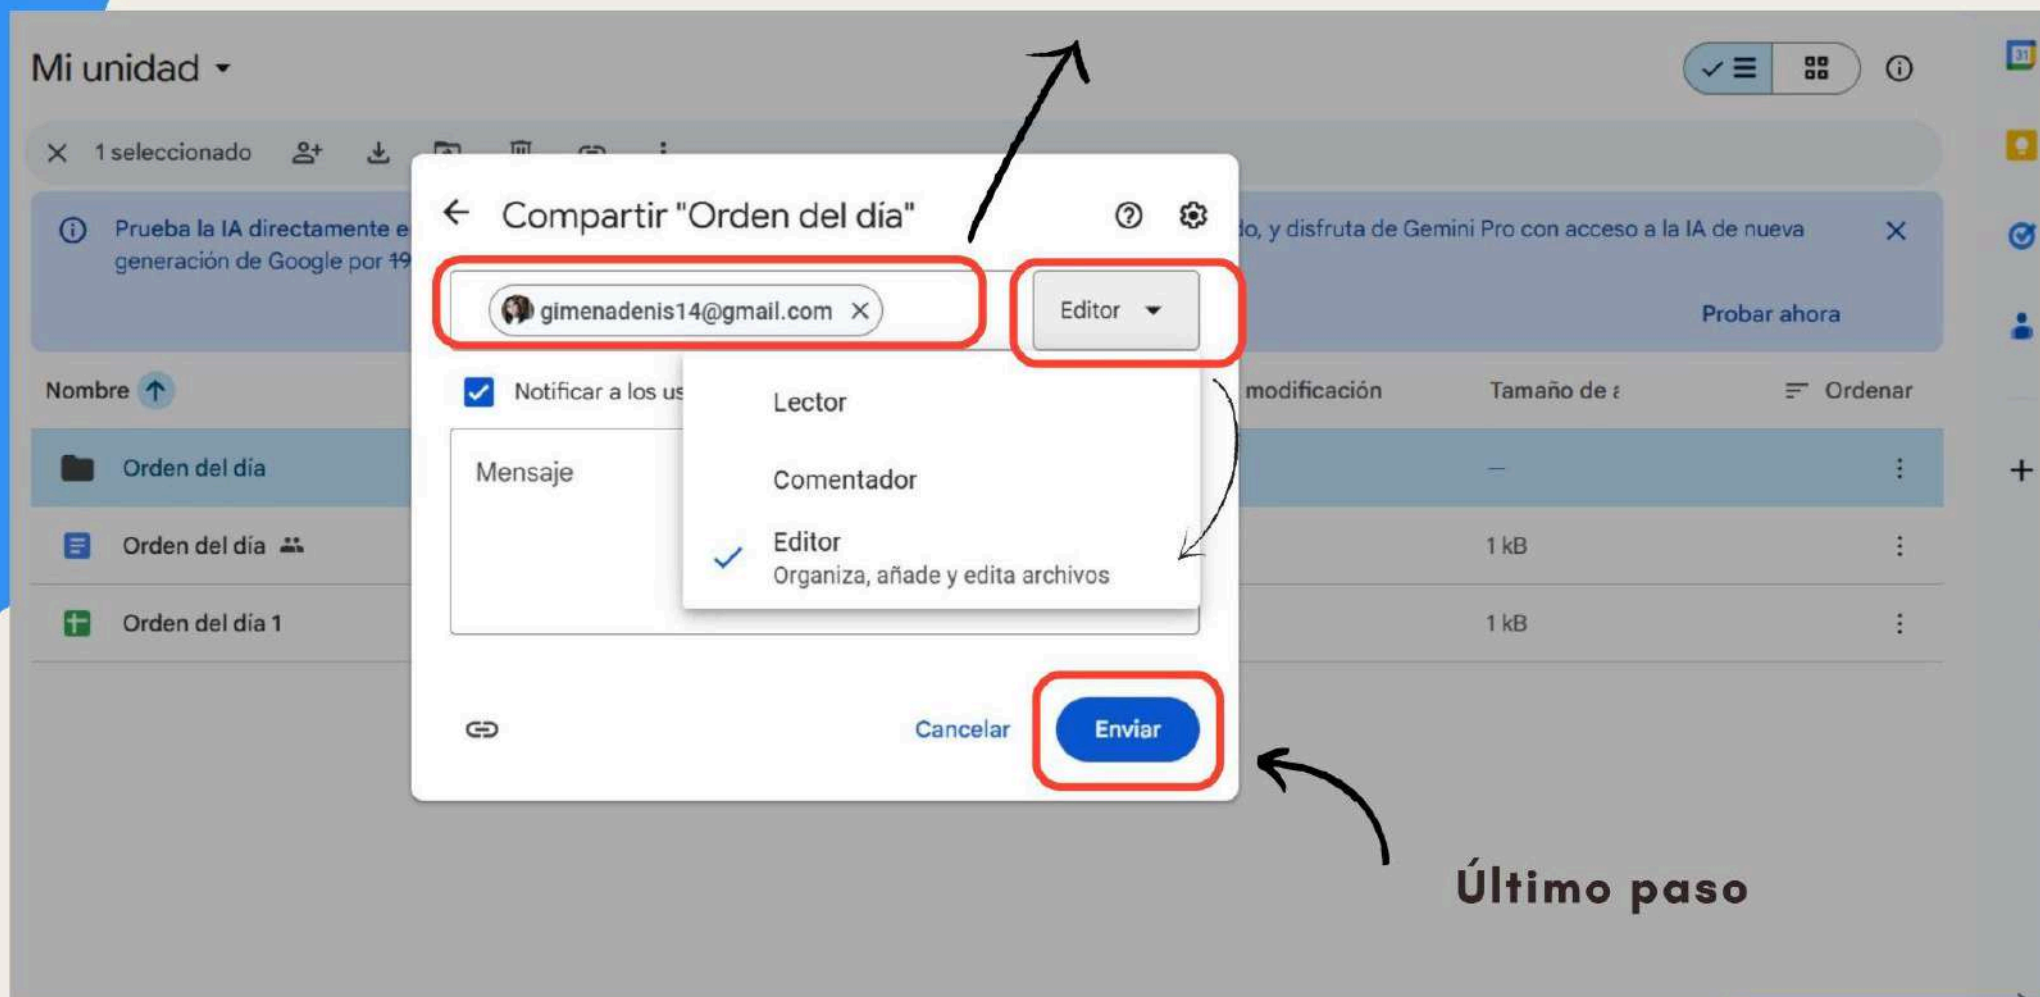 Mi unidad
31
1 seleccionado
Compartir "Orden del día"
Prueba la IA directamente e
do, y disfruta de Gemini Pro con acceso a la IA de nueva
generación de Google por 19
Probar ahora
gimenadenis14@gmail.com
Editor
Nombre
modificación
Tamaño de a
Ordenar
Notificar a los us
Lector
Comentador
Editor
Organiza, añade y edita archivos
Mensaje
Orden del día
Orden del día
1 kB
Orden del día 1
1 kB
Cancelar
Enviar
Último paso